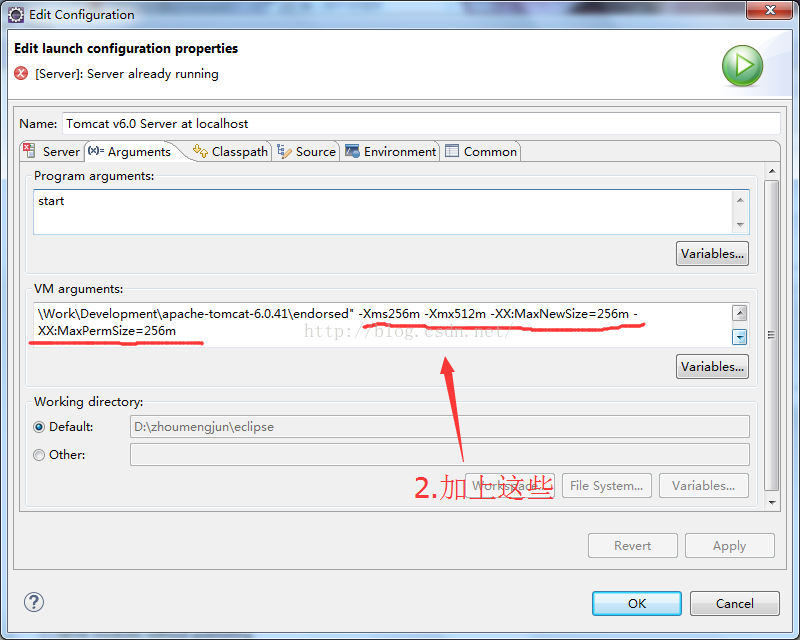 Edit Configuration
Edit launch configuration properties
[Server]: Server already running
Name: Tomcat v6.0 Server at localhost
Server (x)= Arguments Classpath Source Environment Common
Program arguments:
start
Variables...
VM arguments:
\Work\Development\apache-tomcat-6.0.41\endorsed" -Xms256m -Xmx512m -XX:MaxNewSize=256m -
XX:MaxPermSize=256m
http://blog.csdn.net/
Variables...
Working directory:
Default: D:\zhoumengjun\eclipse
Other:
2.加上这些
Workspace... File System... Variables...
Revert Apply
? OK Cancel